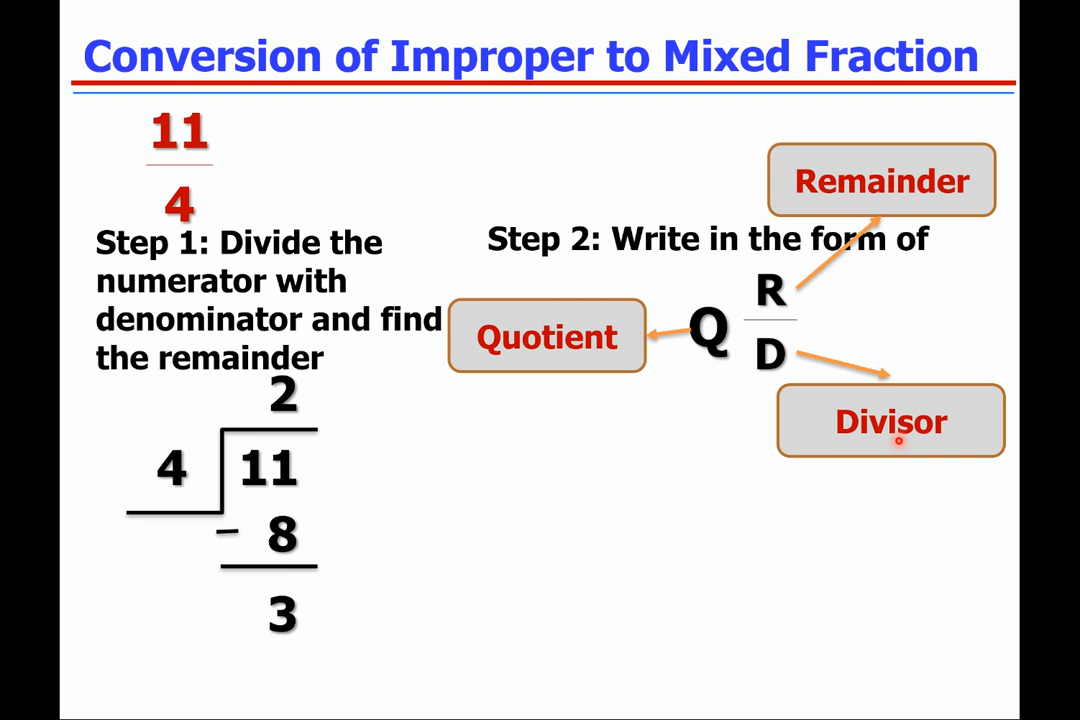 Conversion of Improper to Mixed Fraction
11
4
Step 1: Divide the
numerator with
denominator and find
the remainder
2
4 11
– 8
3
Remainder
Step 2: Write in the form of
R
Quotient Q
D
Divisor